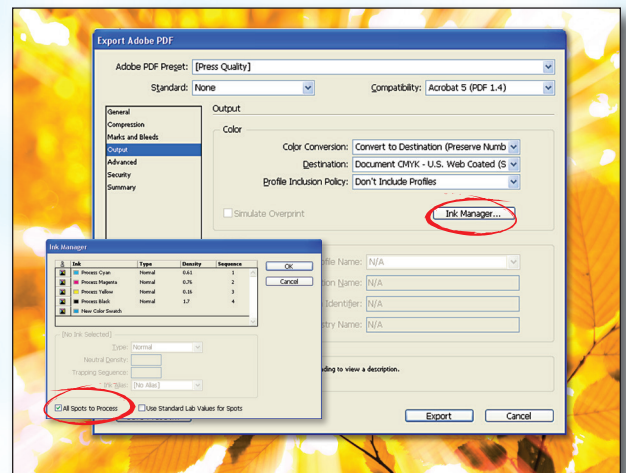 Export Adobe PDF
Adobe PDF Preset: [Press Quality]
Standard: None
Compatibility: Acrobat 5 (PDF 1.4)
General
Compression
Marks and Bleeds
Output
Advanced
Security
Summary
Output
Color
Color Conversion: Convert to Destination (Preserve Numb
Destination: Document CMYK - U.S. Web Coated (S
Profile Inclusion Policy: Don't Include Profiles
Simulate Overprint
Ink Manager...
file Name: N/A
on Name: N/A
Identifier: N/A
stry Name: N/A
ding to view a description.
Export
Cancel
Ink Manager
Ink Type Density Sequence
Process Cyan Normal 0.61 1
Process Magenta Normal 0.76 2
Process Yellow Normal 0.16 3
Process Black Normal 1.7 4
New Color Swatch
OK
Cancel
[No Ink Selected]
Type: Normal
Neutral Density:
Trapping Sequence:
Ink Alias: [No Alias]
All Spots to Process
Use Standard Lab Values for Spots